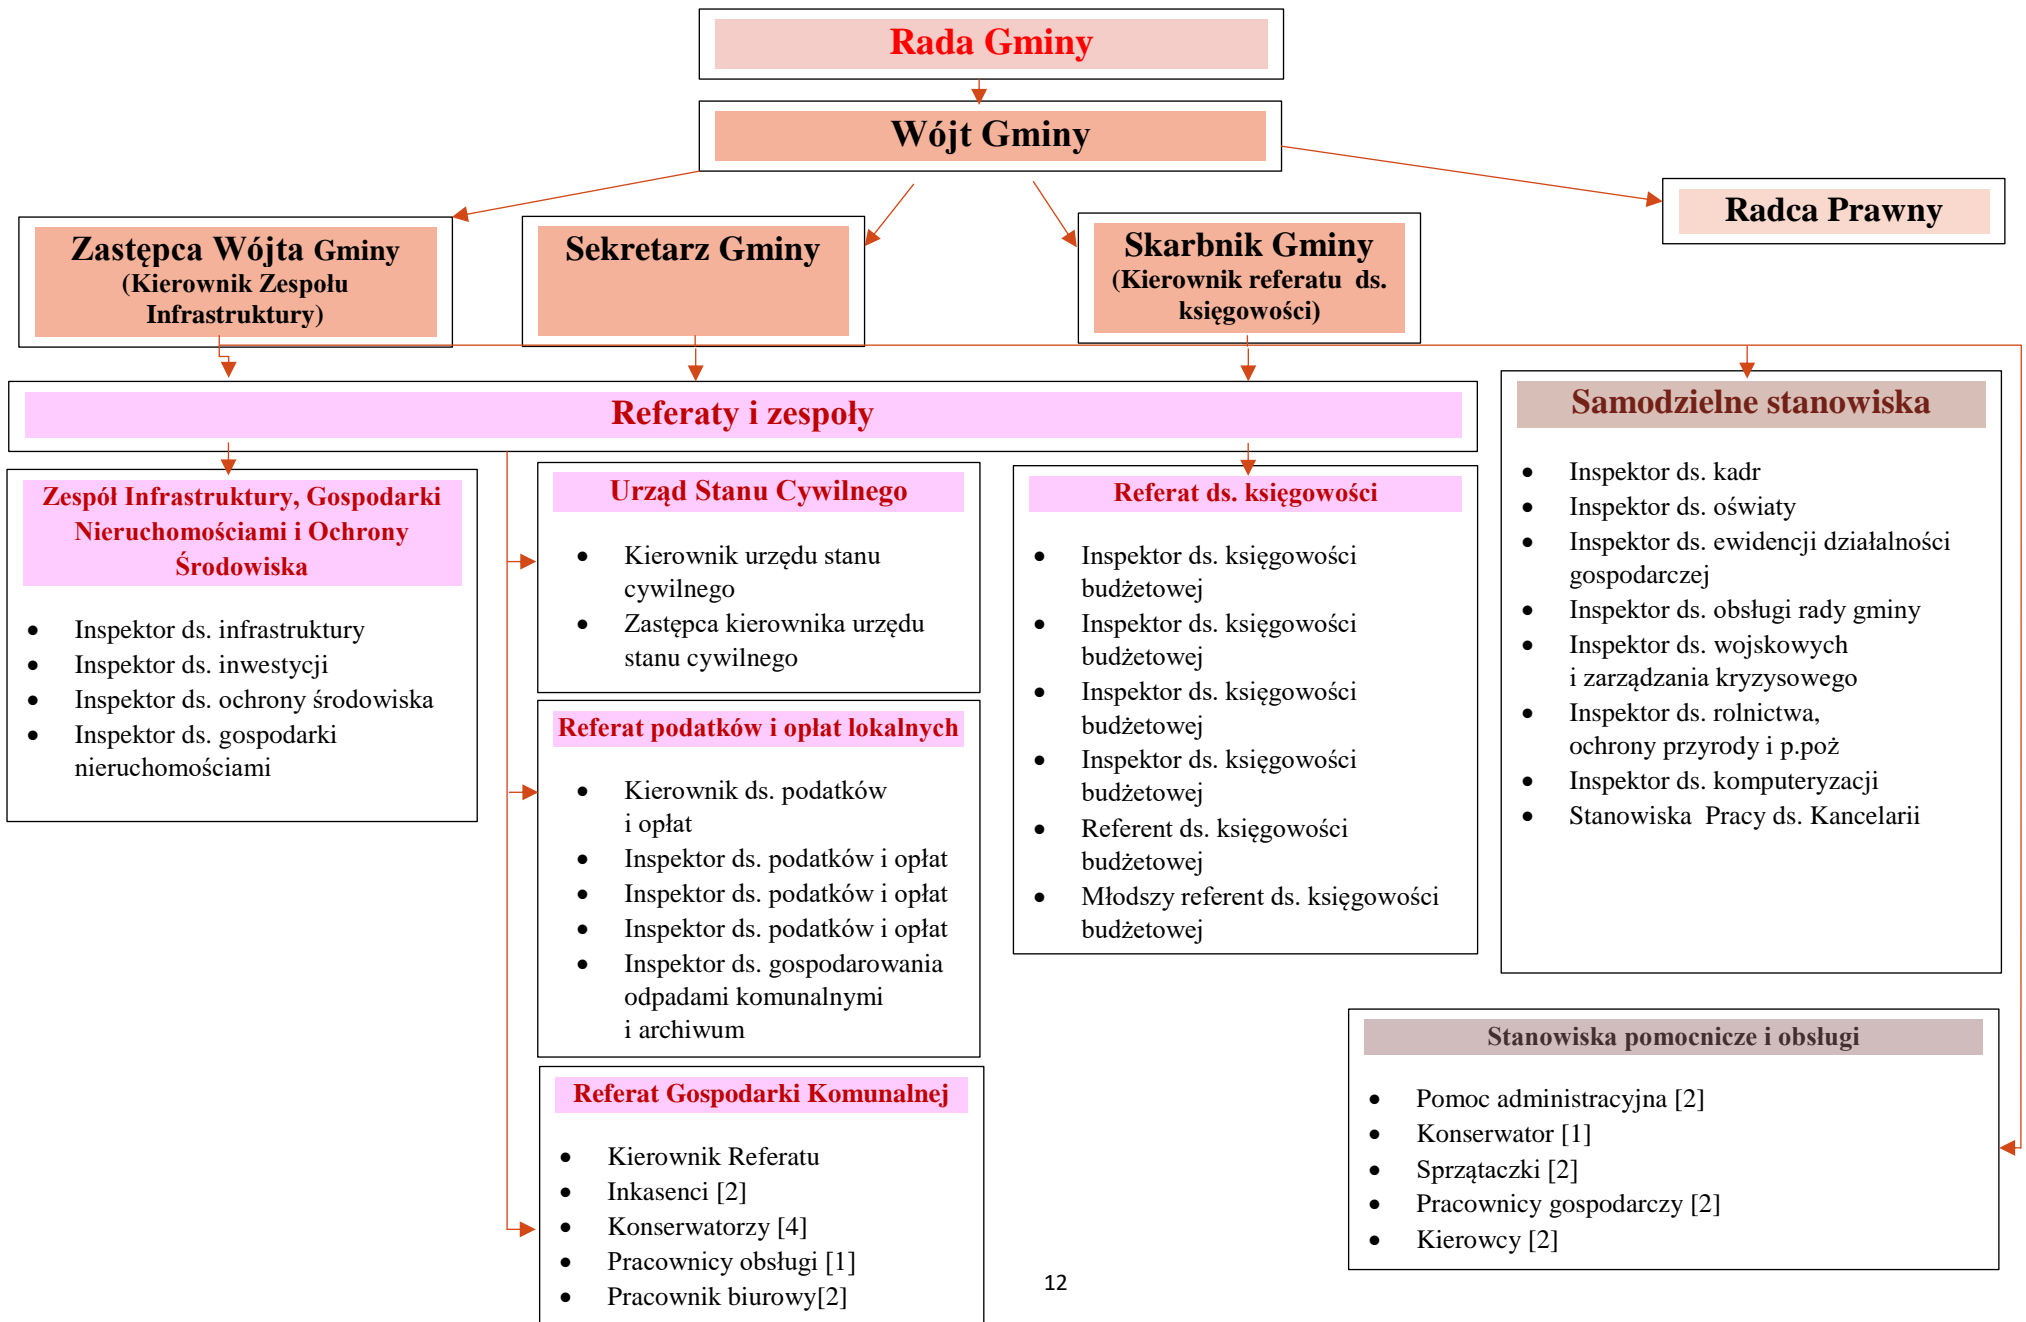 Rada Gminy
Wójt Gminy
Radca Prawny
Zastępca Wójta Gminy
(Kierownik Zespołu
Infrastruktury)
Sekretarz Gminy
Skarbnik Gminy
(Kierownik referatu ds.
księgowości)
Referaty i zespoły
Zespół Infrastruktury, Gospodarki
Nieruchomościami i Ochrony
Środowiska
• Inspektor ds. infrastruktury
• Inspektor ds. inwestycji
• Inspektor ds. ochrony środowiska
• Inspektor ds. gospodarki
nieruchomościami
Urząd Stanu Cywilnego
• Kierownik urzędu stanu
cywilnego
• Zastępca kierownika urzędu
stanu cywilnego
Referat podatków i opłat lokalnych
• Kierownik ds. podatków
i opłat
• Inspektor ds. podatków i opłat
• Inspektor ds. podatków i opłat
• Inspektor ds. podatków i opłat
• Inspektor ds. gospodarowania
odpadami komunalnymi
i archiwum
Referat Gospodarki Komunalnej
• Kierownik Referatu
• Inkasenci [2]
• Konserwatorzy [4]
• Pracownicy obsługi [1]
• Pracownik biurowy[2]
Referat ds. księgowości
• Inspektor ds. księgowości
budżetowej
• Inspektor ds. księgowości
budżetowej
• Inspektor ds. księgowości
budżetowej
• Inspektor ds. księgowości
budżetowej
• Referent ds. księgowości
budżetowej
• Młodszy referent ds. księgowości
budżetowej
Samodzielne stanowiska
• Inspektor ds. kadr
• Inspektor ds. oświaty
• Inspektor ds. ewidencji działalności
gospodarczej
• Inspektor ds. obsługi rady gminy
• Inspektor ds. wojskowych
i zarządzania kryzysowego
• Inspektor ds. rolnictwa,
ochrony przyrody i p.poż
• Inspektor ds. komputeryzacji
• Stanowiska Pracy ds. Kancelarii
Stanowiska pomocnicze i obsługi
• Pomoc administracyjna [2]
• Konserwator [1]
• Sprzątaczki [2]
• Pracownicy gospodarczy [2]
• Kierowcy [2]
12